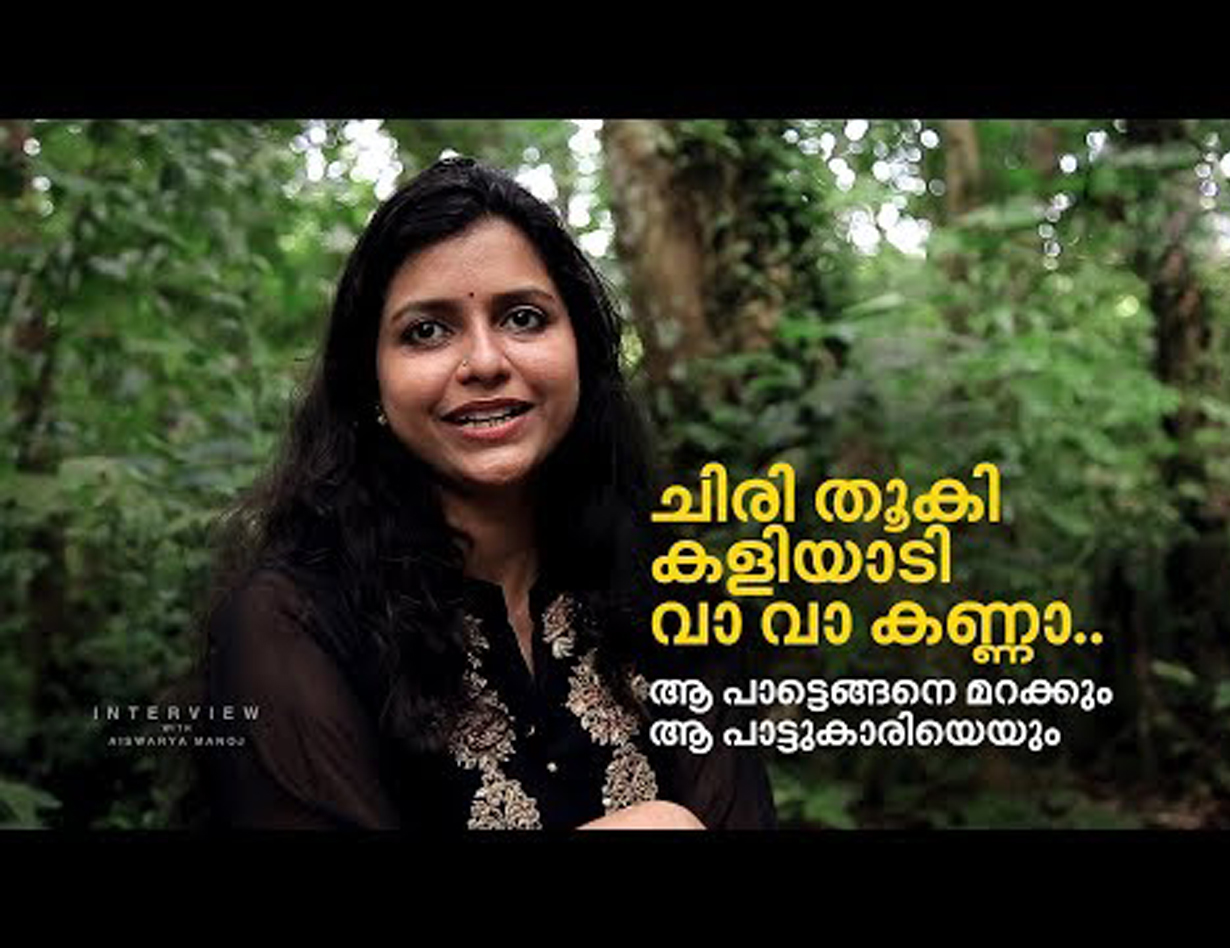 ചിരി തൂകി
കളിയാടി
വാ വാ കണ്ണാ..
ആ പാട്ടെങ്ങനെ മറക്കും
ആ പാട്ടുകാരിയെയും
INTERVIEW
WITH
AISWARYA MANOJ